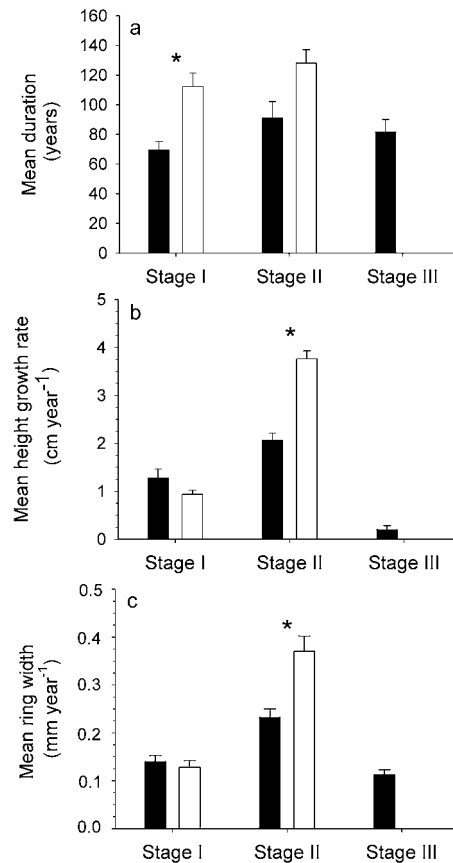 a
160
140
120
100
80
60
40
20
0
Mean duration
(years)
*
Stage I Stage II Stage III
b
5
4
3
2
1
0
Mean height growth rate
(cm year⁻¹)
*
Stage I Stage II Stage III
c
0.5
0.4
0.3
0.2
0.1
0.0
Mean ring width
(mm year⁻¹)
*
Stage I Stage II Stage III